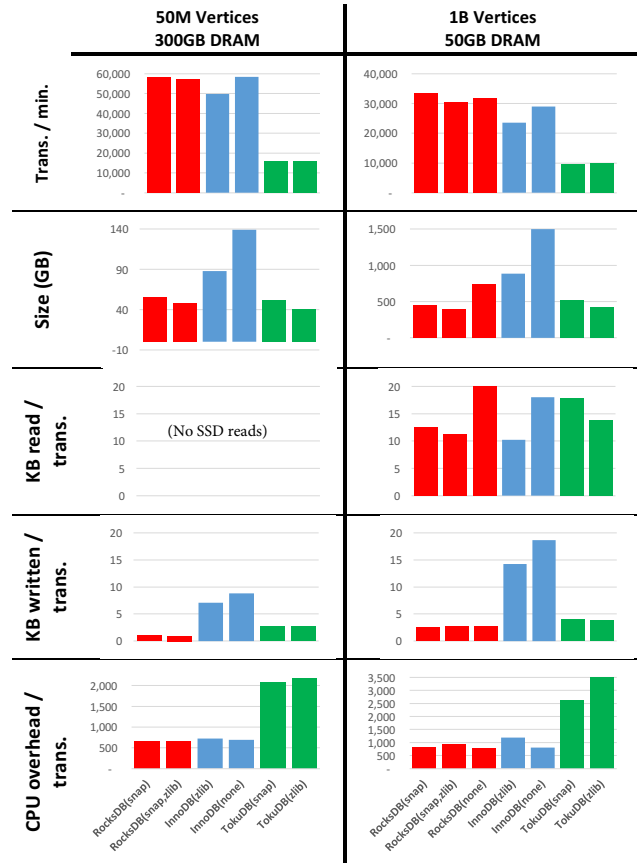 50M Vertices
300GB DRAM
1B Vertices
50GB DRAM
Trans. / min.
60,000
50,000
40,000
30,000
20,000
10,000
-
40,000
30,000
20,000
10,000
-
Size (GB)
140
90
40
-10
1,500
1,000
500
-
KB read /
trans.
20
15
10
5
0
(No SSD reads)
20
15
10
5
0
KB written /
trans.
20
15
10
5
0
20
15
10
5
0
CPU overhead /
trans.
2,000
1,500
1,000
500
-
3,500
3,000
2,500
2,000
1,500
1,000
500
-
RocksDB(snap)
RocksDB(snap,zlib)
InnoDB(zlib)
InnoDB(none)
TokuDB(snap)
TokuDB(zlib)
RocksDB(snap)
RocksDB(snap,zlib)
RocksDB(none)
InnoDB(zlib)
InnoDB(none)
TokuDB(snap)
TokuDB(zlib)